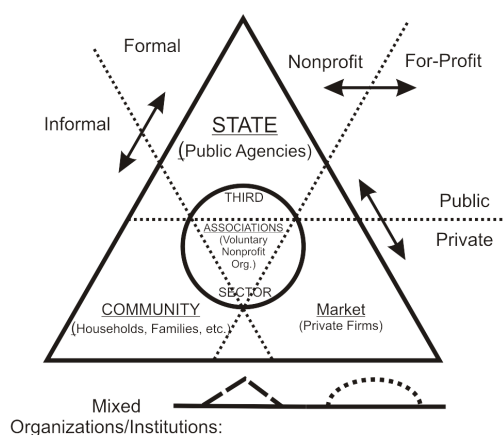 Formal
Nonprofit
For-Profit
Informal
STATE
(Public Agencies)
THIRD
Public
ASSOCIATIONS
(Voluntary
Nonprofit
Org.)
Private
SECTOR
COMMUNITY
(Households, Families, etc.)
Market
(Private Firms)
Mixed
Organizations/Institutions: